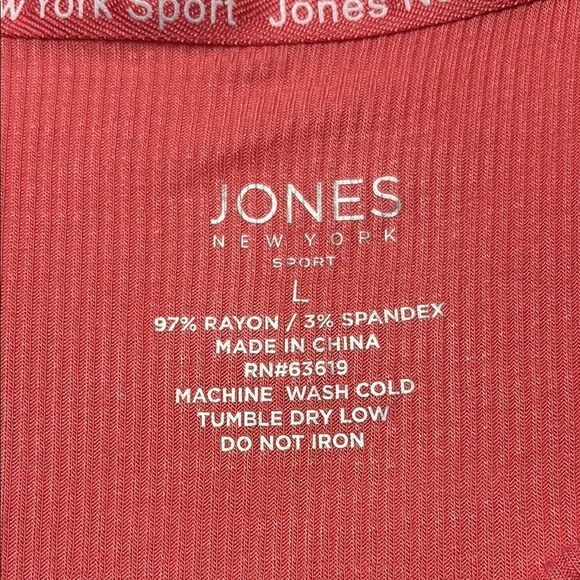 w York Sport Jones N
JONES
NEW YORK
SPORT
L
97% RAYON / 3% SPANDEX
MADE IN CHINA
RN#63619
MACHINE WASH COLD
TUMBLE DRY LOW
DO NOT IRON